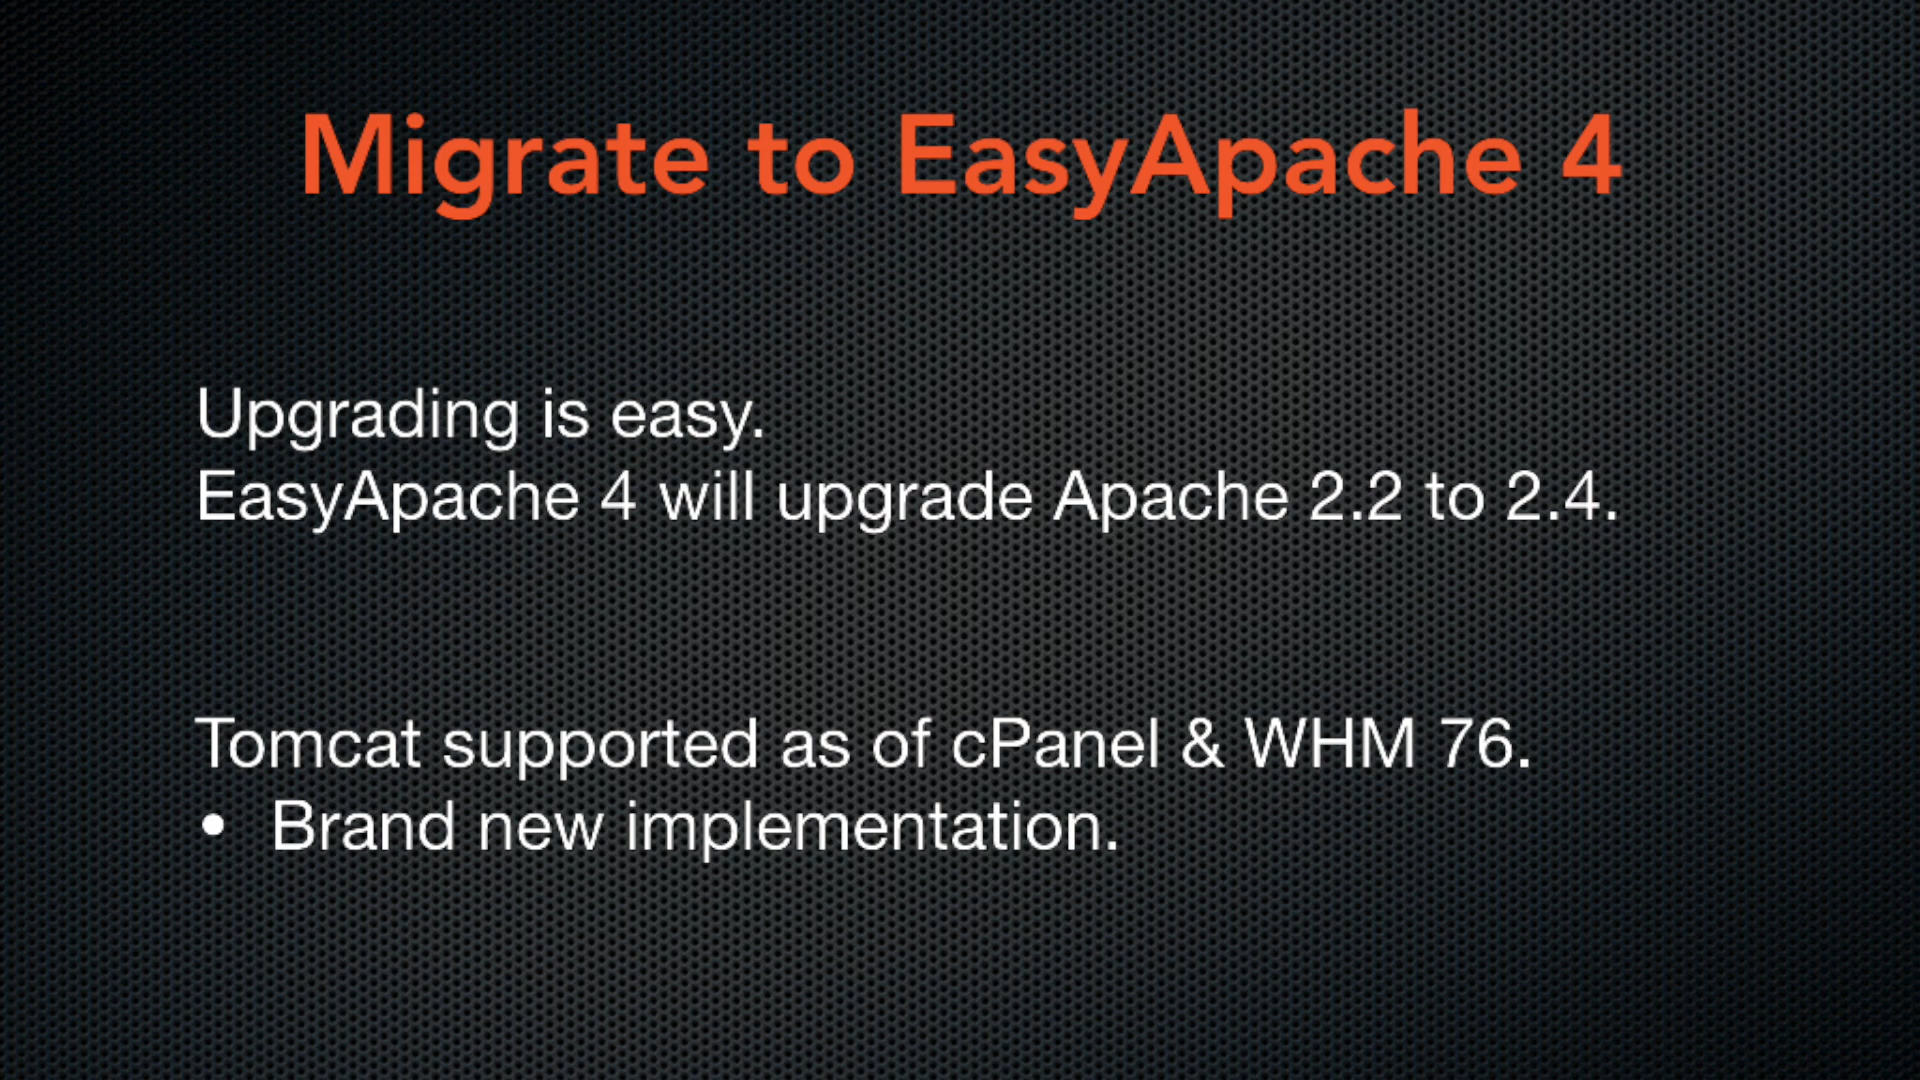 Migrate to EasyApache 4
Upgrading is easy.
EasyApache 4 will upgrade Apache 2.2 to 2.4.
Tomcat supported as of cPanel & WHM 76.
• Brand new implementation.